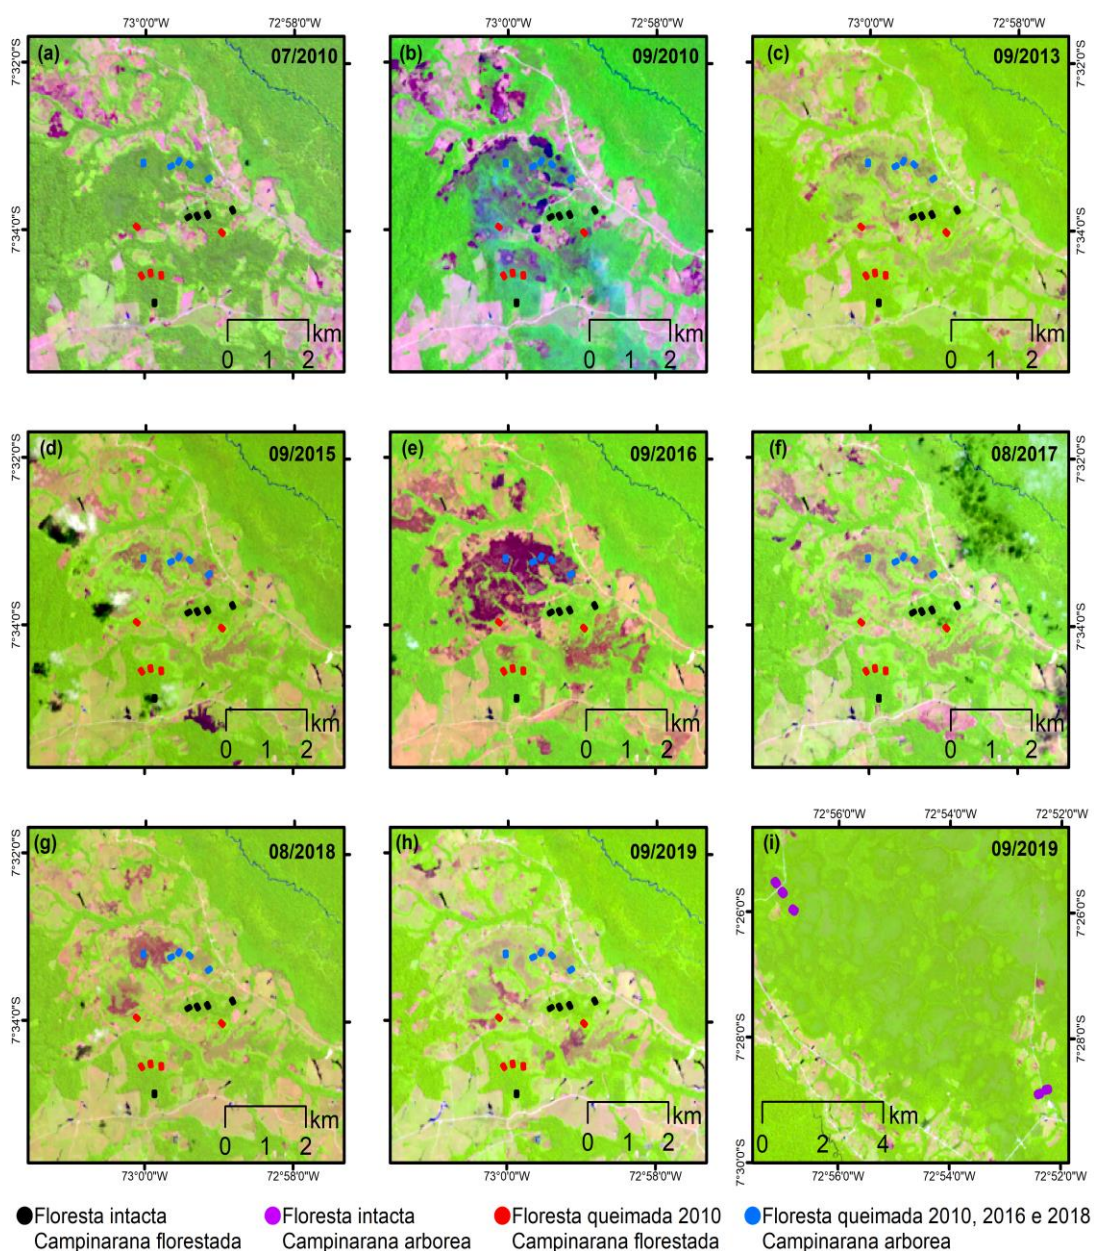 73°0'0"W 72°58'0"W 73°0'0"W 72°58'0"W 73°0'0"W 72°58'0"W
(a) 07/2010
(b) 09/2010
(c) 09/2013
7°32'0"S 7°32'0"S
7°34'0"S 7°34'0"S
km
0 1 2
km
0 1 2
km
0 1 2
(d) 09/2015
(e) 09/2016
(f) 08/2017
7°32'0"S 7°32'0"S
7°34'0"S 7°34'0"S
km
0 2
km
0 1 2
km
0 1 2
72°56'0"W 72°54'0"W 72°52'0"W
(g) 08/2018
(h) 09/2019
(i) 09/2019
7°32'0"S
7°34'0"S
7°26'0"S 7°26'0"S
7°28'0"S 7°28'0"S
7°30'0"S
km
0 1 2
km
0 1 2
km
0 2 4
73°0'0"W 72°58'0"W 73°0'0"W 72°58'0"W 72°56'0"W 72°54'0"W 72°52'0"W
Floresta intacta
Campinarana florestada
Floresta intacta
Campinarana arborea
Floresta queimada 2010
Campinarana florestada
Floresta queimada 2010, 2016 e 2018
Campinarana arborea